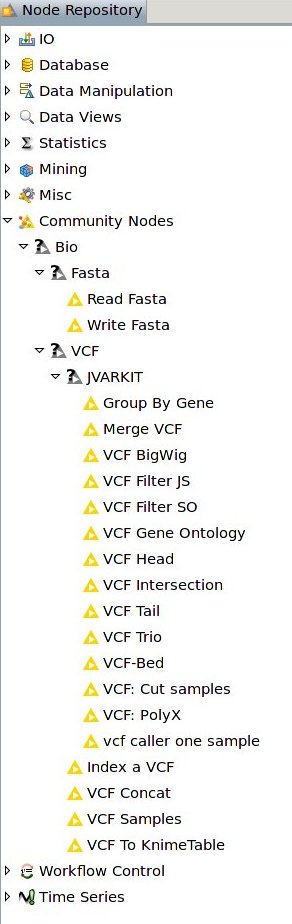 Node Repository
IO
Database
Data Manipulation
Data Views
Statistics
Mining
Misc
Community Nodes
Bio
Fasta
Read Fasta
Write Fasta
VCF
JVARKIT
Group By Gene
Merge VCF
VCF BigWig
VCF Filter JS
VCF Filter SO
VCF Gene Ontology
VCF Head
VCF Intersection
VCF Tail
VCF Trio
VCF-Bed
VCF: Cut samples
VCF: PolyX
vcf caller one sample
Index a VCF
VCF Concat
VCF Samples
VCF To KnimeTable
Workflow Control
Time Series